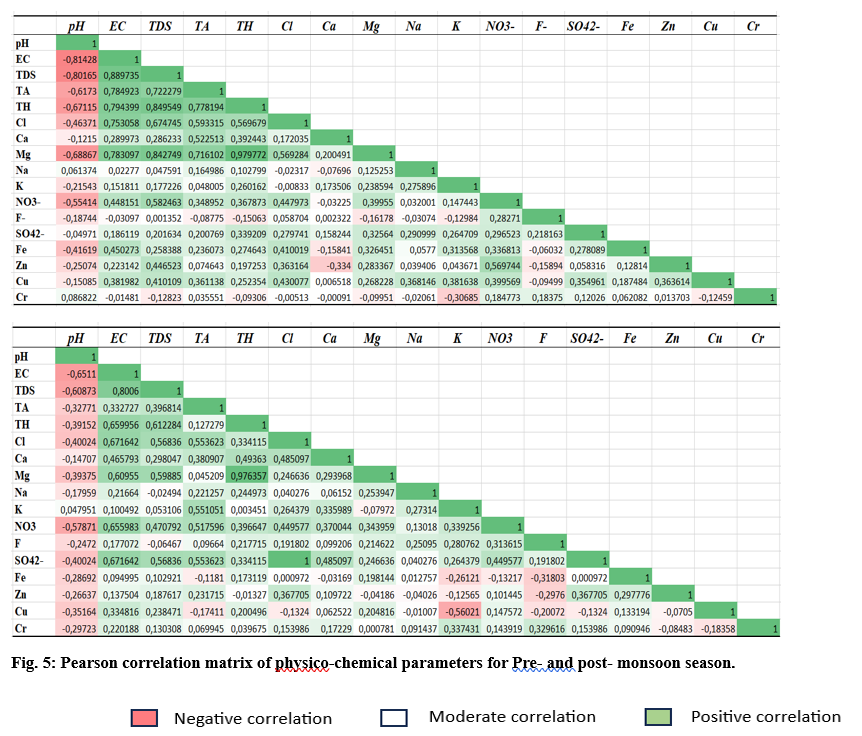 pH EC TDS TA TH Cl Ca Mg Na K NO3- F- SO42- Fe Zn Cu Cr
pH 1
EC -0,81428 1
TDS -0,80165 0,889735 1
TA -0,6173 0,784923 0,722279 1
TH -0,67115 0,794399 0,849549 0,778194 1
Cl -0,46371 0,753058 0,674745 0,593315 0,569679 1
Ca -0,1215 0,289973 0,286233 0,522513 0,392443 0,172035 1
Mg -0,68867 0,783097 0,842749 0,716102 0,979772 0,569284 0,200491 1
Na 0,061374 0,02277 0,047591 0,164986 0,102799 -0,02317 -0,07696 0,125253 1
K -0,21543 0,151811 0,177226 0,048005 0,260162 -0,00833 0,173506 0,238594 0,275896 1
NO3- -0,55414 0,448151 0,582463 0,348952 0,367873 0,447973 -0,03225 0,39955 0,032001 0,147443 1
F- -0,18744 -0,03097 0,001352 -0,08775 -0,15063 0,058704 0,002322 -0,16178 -0,03074 -0,12984 0,28271 1
SO42- -0,04971 0,186119 0,201634 0,200769 0,339209 0,279741 0,158244 0,32564 0,290999 0,264709 0,296523 0,218163 1
Fe -0,41619 0,450273 0,258388 0,236073 0,274643 0,410019 -0,15841 0,326451 0,0577 0,313568 0,336813 -0,06032 0,278089 1
Zn -0,25074 0,223142 0,446523 0,074643 0,197253 0,363164 -0,334 0,283367 0,039406 0,043671 0,569744 -0,15894 0,058316 0,12814 1
Cu -0,15085 0,381982 0,410109 0,361138 0,252354 0,430077 0,006518 0,268228 0,368146 0,381638 0,399569 -0,09499 0,354961 0,187484 0,363614 1
Cr 0,086822 -0,01481 -0,12823 0,035551 -0,09306 -0,00513 -0,00091 -0,09951 -0,02061 -0,30685 0,184773 0,18375 0,12026 0,062082 0,013703 -0,12459 1
pH EC TDS TA TH Cl Ca Mg Na K NO3 F SO42- Fe Zn Cu Cr
pH 1
EC -0,6511 1
TDS -0,60873 0,8006 1
TA -0,32771 0,332727 0,396814 1
TH -0,39152 0,659956 0,612284 0,127279 1
Cl -0,40024 0,671642 0,56836 0,553623 0,334115 1
Ca -0,14707 0,465793 0,298047 0,380907 0,49363 0,485097 1
Mg -0,39375 0,60955 0,59885 0,045209 0,976357 0,246636 0,293968 1
Na -0,17959 0,21664 -0,02494 0,221257 0,244973 0,040276 0,06152 0,253947 1
K 0,047951 0,100492 0,053106 0,551051 0,003451 0,264379 0,335989 -0,07972 0,27314 1
NO3 -0,57871 0,655983 0,470792 0,517596 0,396647 0,449577 0,370044 0,343959 0,13018 0,339256 1
F -0,2472 0,177072 -0,06467 0,09664 0,217715 0,191802 0,099206 0,214622 0,25095 0,280762 0,313615 1
SO42- -0,40024 0,671642 0,56836 0,553623 0,334115 1 0,485097 0,246636 0,040276 0,264379 0,449577 0,191802 1
Fe -0,28692 0,094995 0,102921 -0,1181 0,173119 0,000972 -0,03169 0,198144 0,012757 -0,26121 -0,13217 -0,31803 0,000972 1
Zn -0,26637 0,137504 0,187617 0,231715 -0,01327 0,367705 0,109722 -0,04186 -0,04026 -0,12565 0,101445 -0,2976 0,367705 0,297776 1
Cu -0,35164 0,334816 0,238471 -0,17411 0,200496 -0,1324 0,062522 0,204816 -0,01007 -0,56021 0,147572 -0,20072 -0,1324 0,133194 -0,0705 1
Cr -0,29723 0,220188 0,130308 0,069945 0,039675 0,153986 0,17229 0,000781 0,091437 0,337431 0,143919 0,329616 0,153986 0,090946 -0,08483 -0,18358 1
Fig. 5: Pearson correlation matrix of physico-chemical parameters for Pre- and post- monsoon season.
Negative correlation Moderate correlation Positive correlation